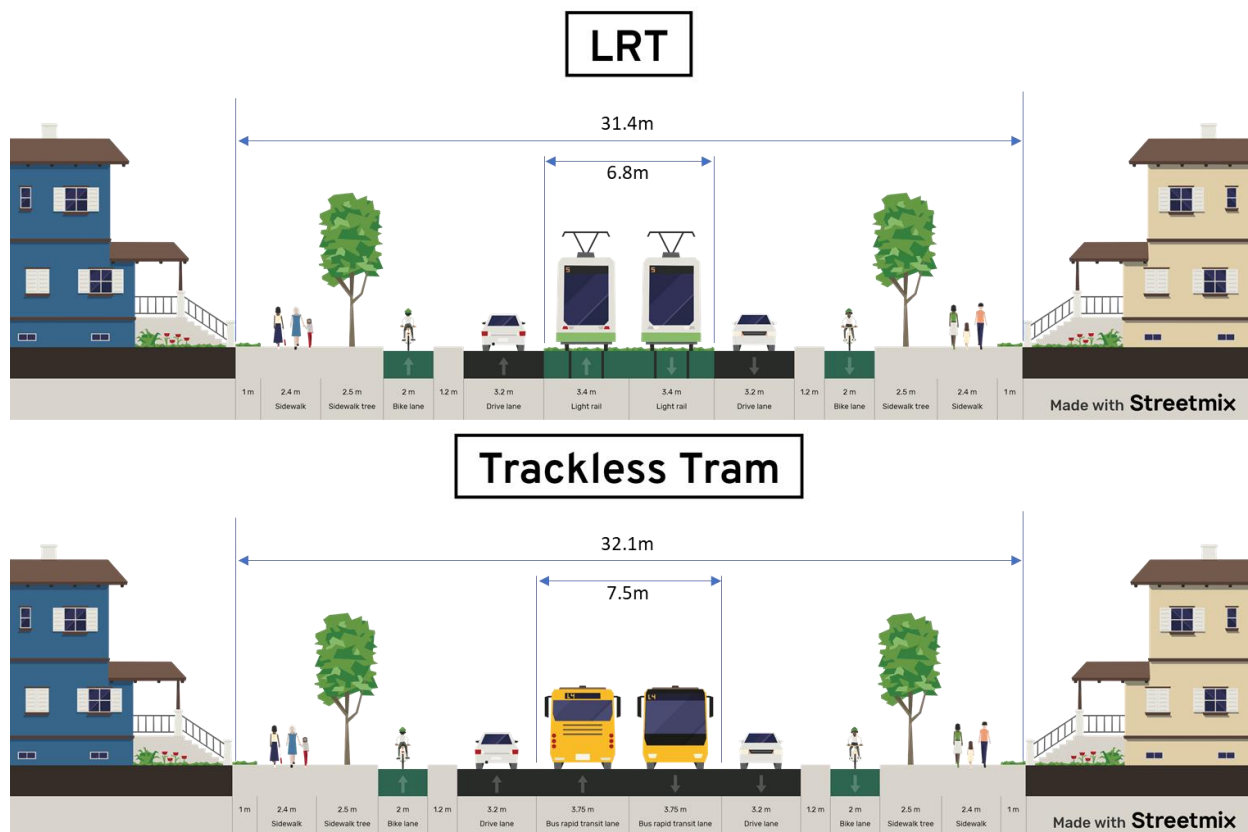 LRT
31.4m
6.8m
S
S
1 m
2.4 m
2.5 m
2 m
1.2 m
3.2 m
3.4 m
3.4 m
3.2 m
1.2 m
2 m
2.5 m
2.4 m
1 m
Sidewalk
Sidewalk tree
Bike lane
Drive lane
Light rail
Light rail
Drive lane
Bike lane
Sidewalk tree
Sidewalk
Made with Streetmix
Trackless Tram
32.1m
7.5m
L4
L4
1 m
2.4 m
2.5 m
2 m
1.2 m
3.2 m
3.75 m
3.75 m
3.2 m
1.2 m
2 m
2.5 m
2.4 m
1 m
Sidewalk
Sidewalk tree
Bike lane
Drive lane
Bus rapid transit lane
Bus rapid transit lane
Drive lane
Bike lane
Sidewalk tree
Sidewalk
Made with Streetmix